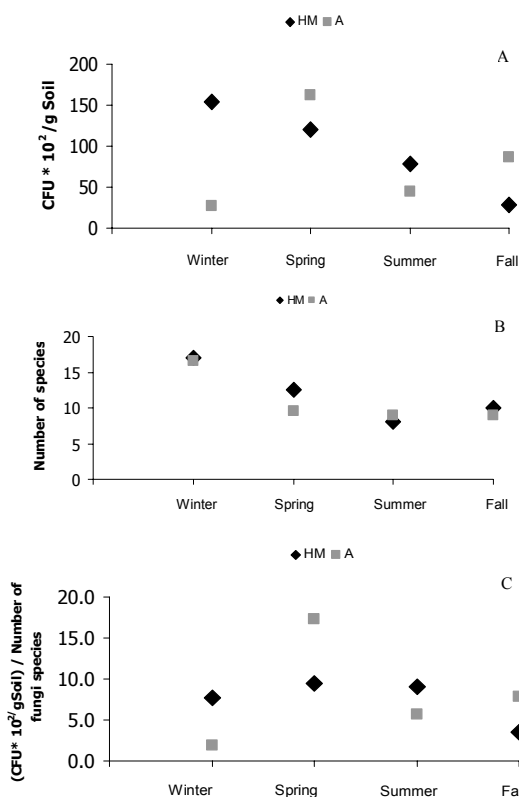 HM A
A
CFU * 10²/g Soil
200
150
100
50
0
Winter Spring Summer Fall
HM A
B
Number of species
20
15
10
5
0
Winter Spring Summer Fall
HM A
C
(CFU* 10²/gSoil) / Number of
fungi species
20.0
15.0
10.0
5.0
0.0
Winter Spring Summer Fa